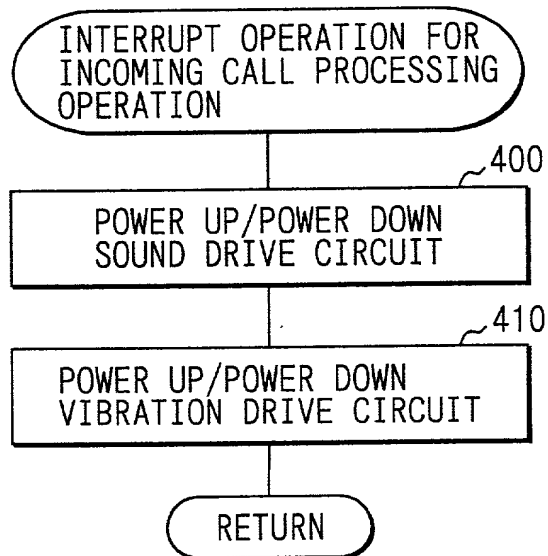 INTERRUPT OPERATION FOR
INCOMING CALL PROCESSING
OPERATION
400
POWER UP/POWER DOWN
SOUND DRIVE CIRCUIT
410
POWER UP/POWER DOWN
VIBRATION DRIVE CIRCUIT
RETURN